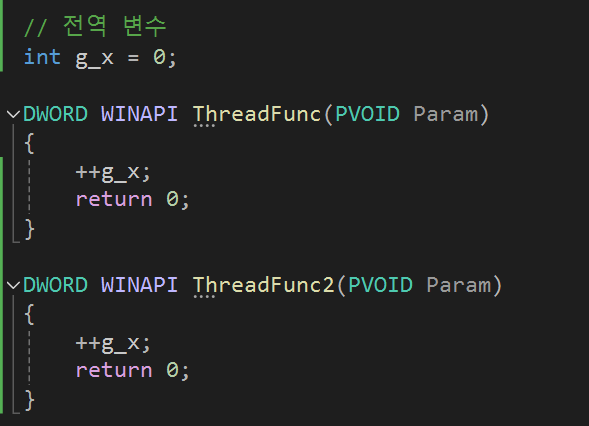 // 전역 변수
int g_x = 0;
DWORD WINAPI ThreadFunc(PVOID Param)
{
++g_x;
return 0;
}
DWORD WINAPI ThreadFunc2(PVOID Param)
{
++g_x;
return 0;
}